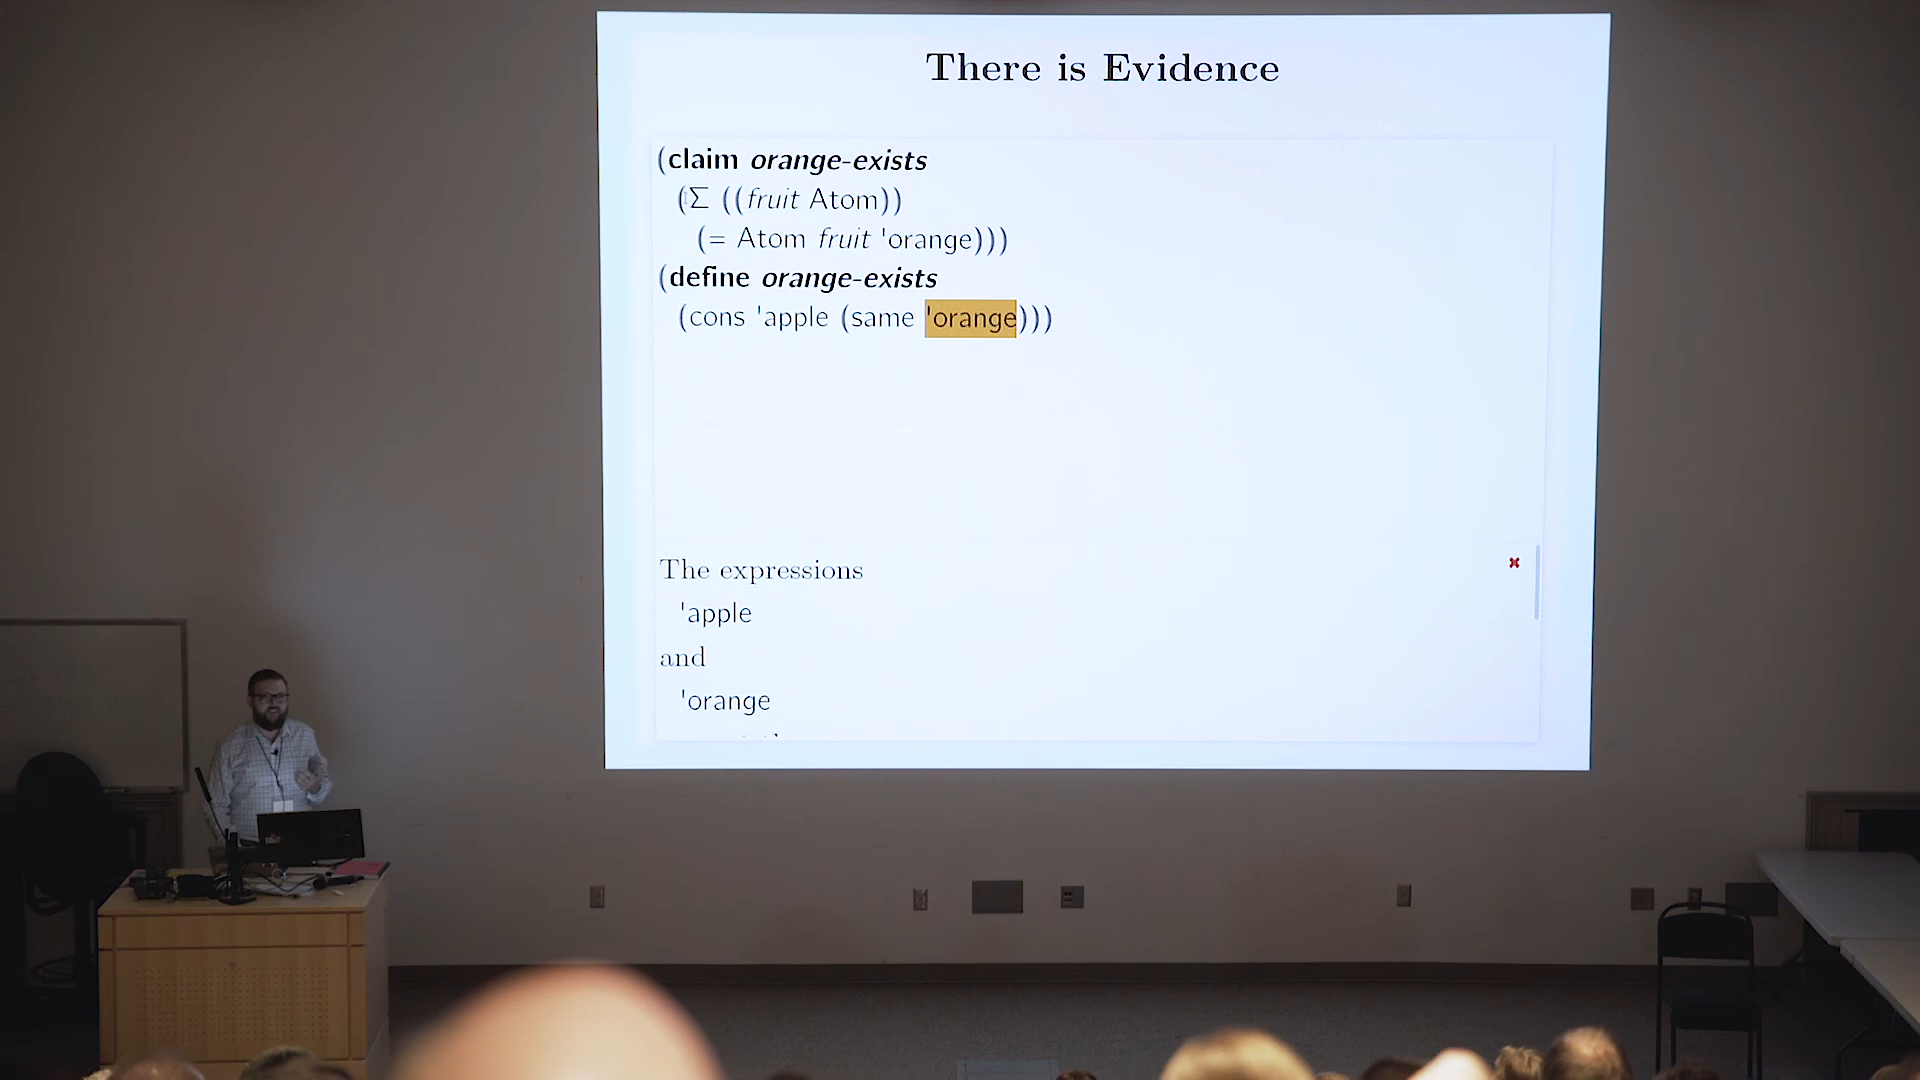 There is Evidence
(claim orange-exists
(Σ ((fruit Atom))
(= Atom fruit 'orange)))
(define orange-exists
(cons 'apple (same 'orange)))
The expressions
'apple
and
'orange